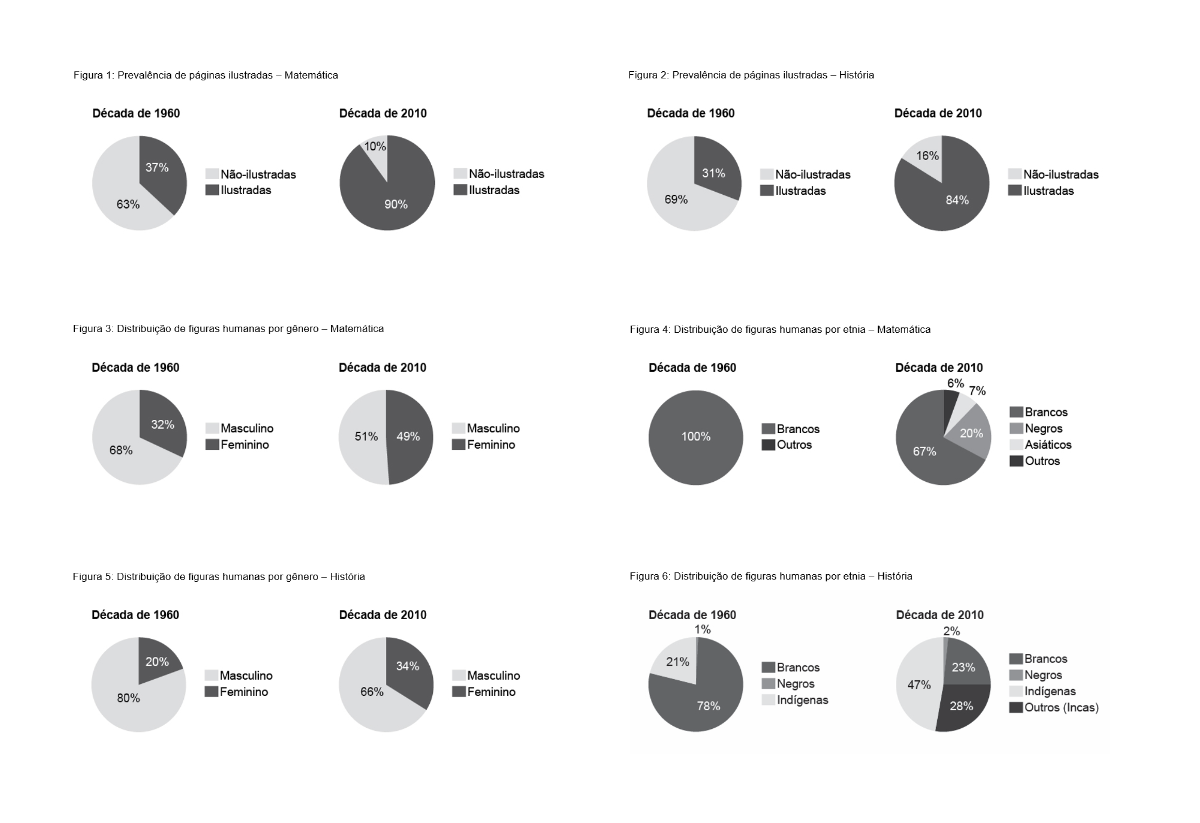 Figura 1: Prevalência de páginas ilustradas – Matemática
Década de 1960
37%
63%
Não-ilustradas
Ilustradas
Década de 2010
10%
90%
Não-ilustradas
Ilustradas
Figura 2: Prevalência de páginas ilustradas – História
Década de 1960
31%
69%
Não-ilustradas
Ilustradas
Década de 2010
16%
84%
Não-ilustradas
Ilustradas
Figura 3: Distribuição de figuras humanas por gênero – Matemática
Década de 1960
32%
68%
Masculino
Feminino
Década de 2010
51%
49%
Masculino
Feminino
Figura 4: Distribuição de figuras humanas por etnia – Matemática
Década de 1960
100%
Brancos
Outros
Década de 2010
6%
7%
20%
67%
Brancos
Negros
Asiáticos
Outros
Figura 5: Distribuição de figuras humanas por gênero – História
Década de 1960
20%
80%
Masculino
Feminino
Década de 2010
34%
66%
Masculino
Feminino
Figura 6: Distribuição de figuras humanas por etnia – História
Década de 1960
1%
21%
78%
Brancos
Negros
Indígenas
Década de 2010
2%
23%
47%
28%
Brancos
Negros
Indígenas
Outros (Incas)